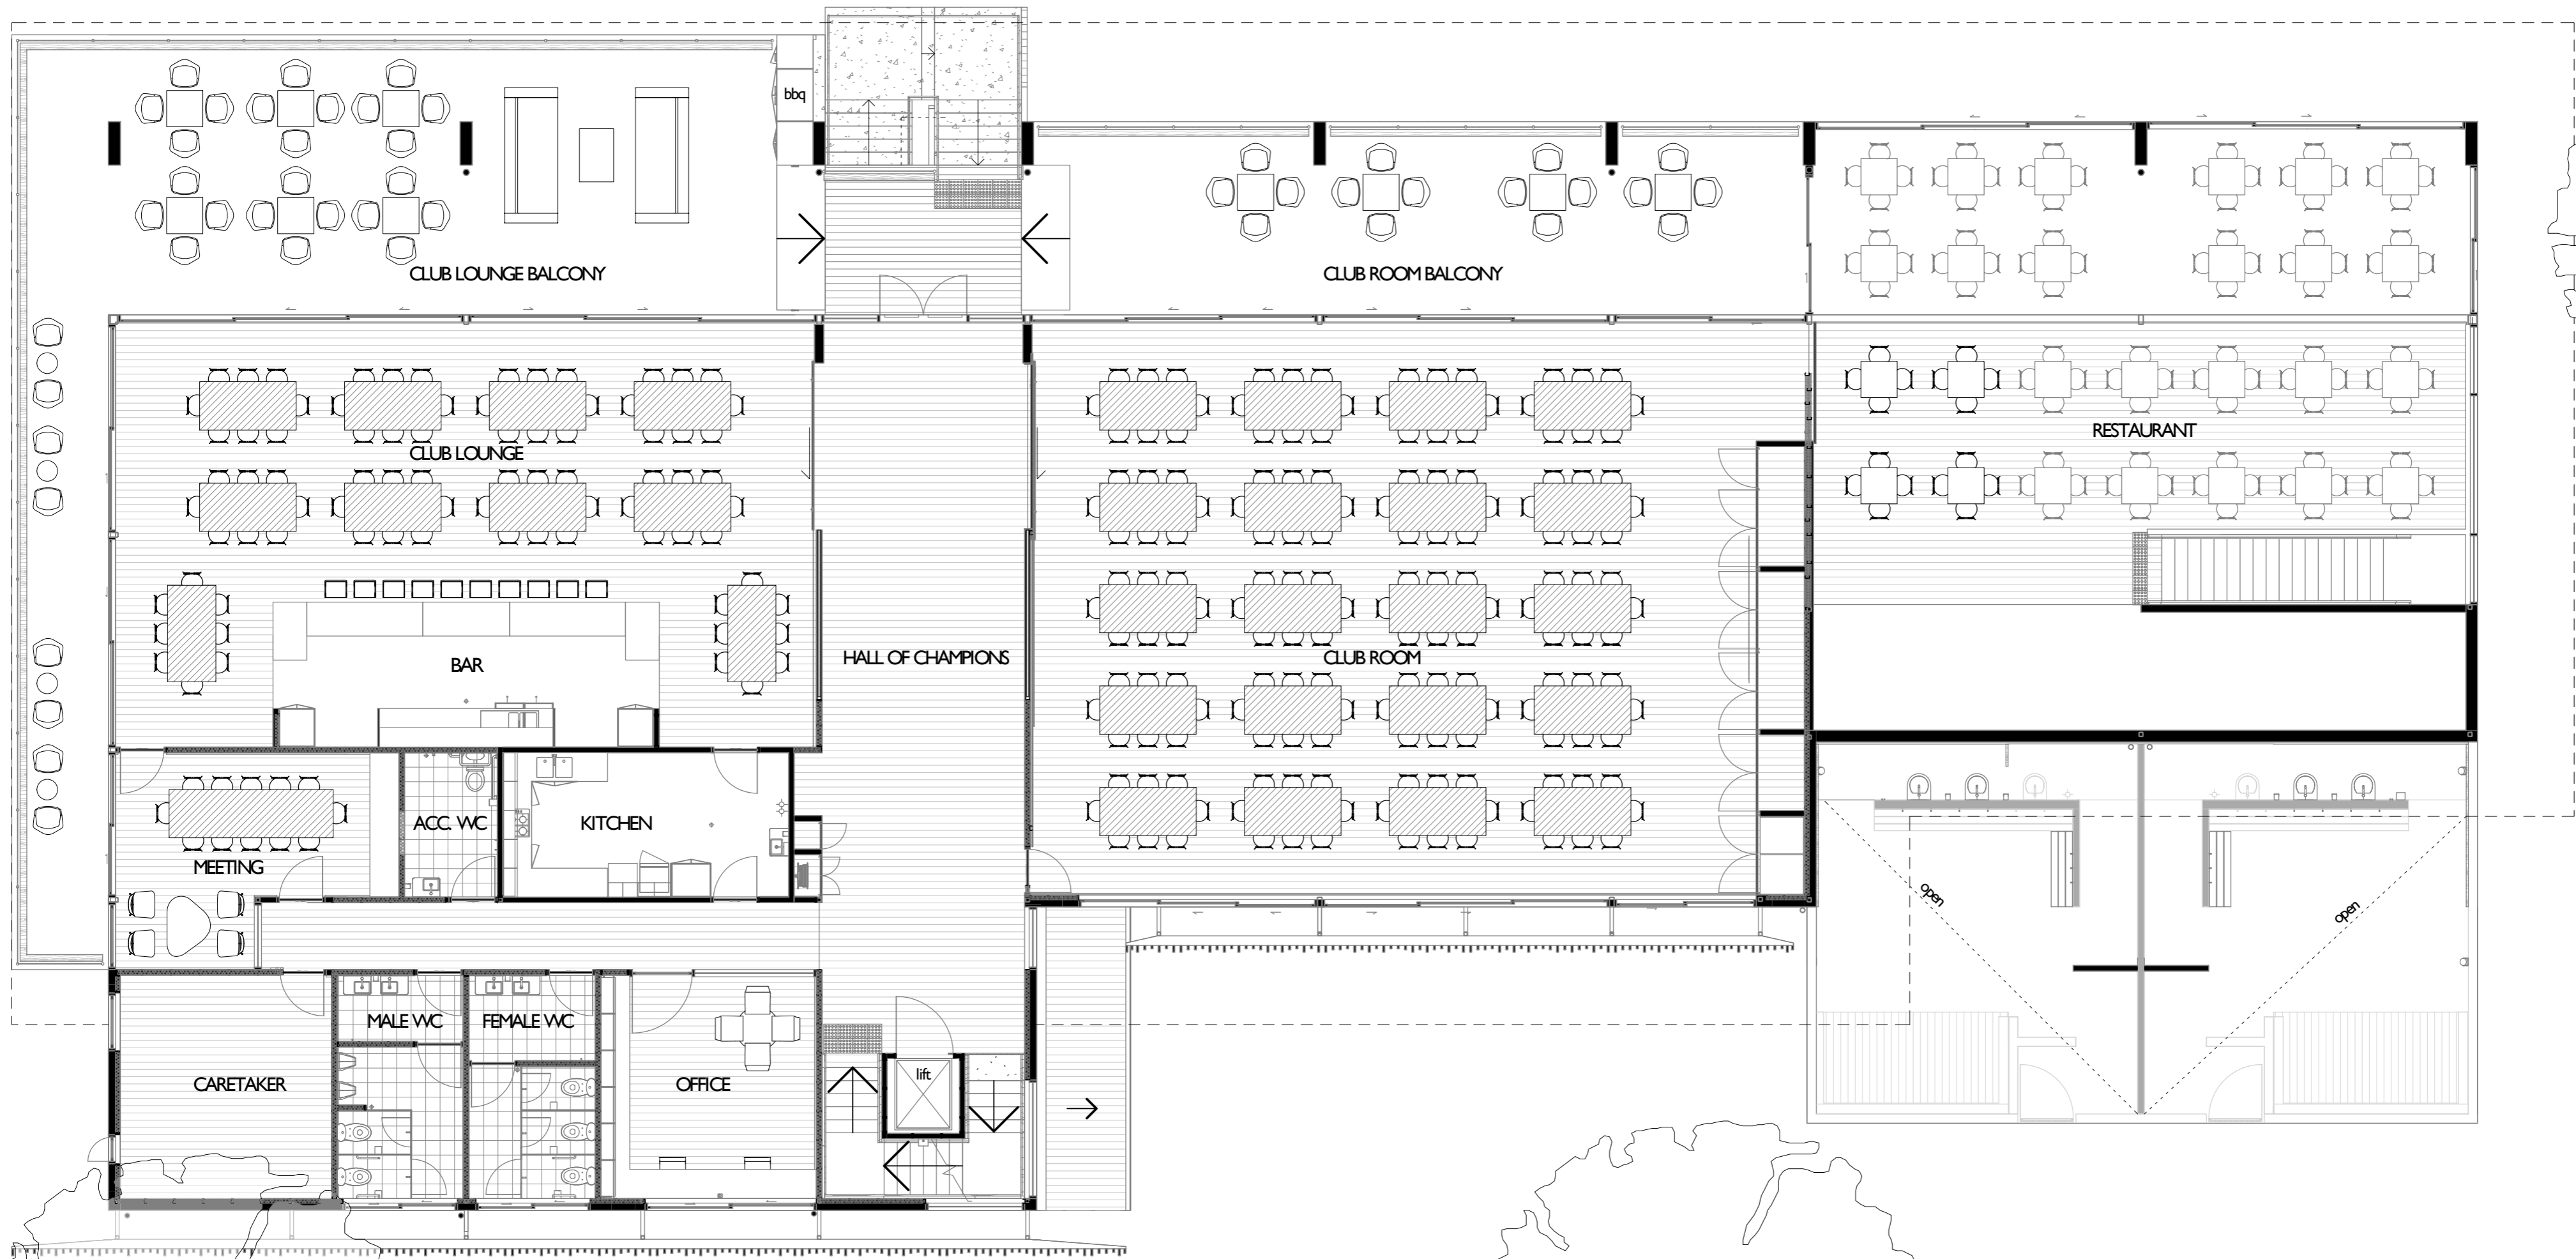 bbq
CLUB LOUNGE BALCONY
CLUB ROOM BALCONY
RESTAURANT
CLUB LOUNGE
BAR
HALL OF CHAMPIONS
CLUB ROOM
ACC. WC
KITCHEN
MEETING
open
open
MALE WC
FEMALE WC
CARETAKER
OFFICE
lift